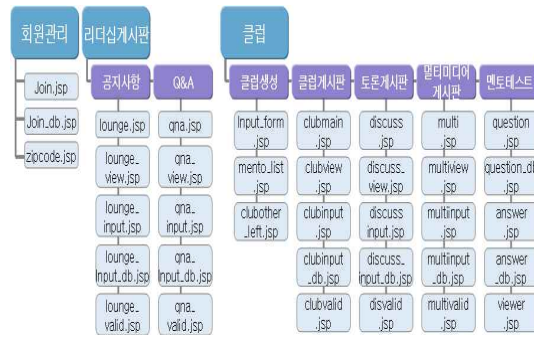 회원관리
Join.jsp
Join_db.jsp
zipcode.jsp
리더십게시판
공지사항
lounge.jsp
lounge_
view.jsp
lounge_
input.jsp
lounge_
Input_db.jsp
lounge_
valid.jsp
Q&A
qna.jsp
qna_
view.jsp
qna_
input.jsp
qna_
Input_db.jsp
qna_
valid.jsp
클럽
클럽생성
Input_form
.jsp
mento_list
.jsp
clubother
_left.jsp
클럽게시판
clubmain
.jsp
clubview
.jsp
clubinput
.jsp
clubinput
_db.jsp
clubvalid
.jsp
토론게시판
discuss
.jsp
discuss_
view.jsp
discuss
input.jsp
discuss_
input_db.jsp
disvalid
.jsp
멀티미디어
게시판
multi
.jsp
multiview
.jsp
multiinput
.jsp
multiinput
_db.jsp
multivalid
.jsp
멘토테스트
question
.jsp
question_db
.jsp
answer
.jsp
answer
_db.jsp
viewer
.jsp